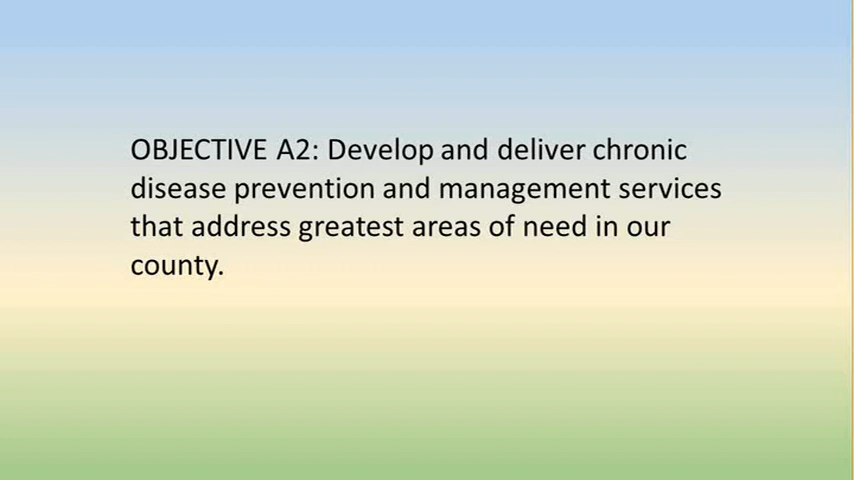 OBJECTIVE A2: Develop and deliver chronic
disease prevention and management services
that address greatest areas of need in our
county.